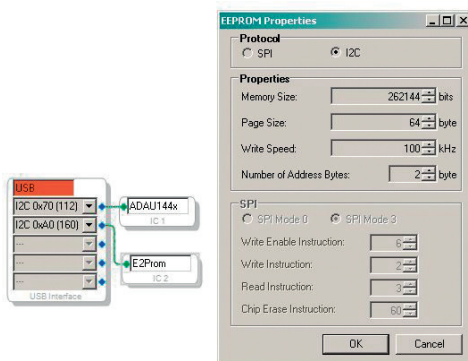 USB
I2C 0x70 (112)
ADAU144x
IC 1
I2C 0xA0 (160)
...
E2Prom
...
IC 2
...
USB Interface
EEPROM Properties
Protocol
SPI
I2C
Properties
Memory Size: 262144 bits
Page Size: 64 byte
Write Speed: 100 kHz
Number of Address Bytes: 2 byte
SPI
SPI Mode 0 SPI Mode 3
Write Enable Instruction: 6
Write Instruction: 2
Read Instruction: 3
Chip Erase Instruction: 60
OK Cancel